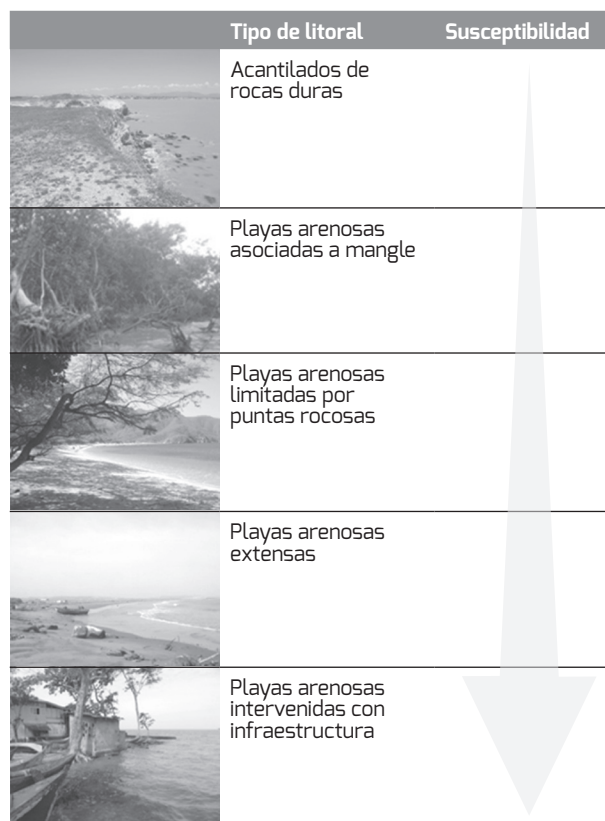 Tipo de litoral Susceptibilidad
Acantilados de
rocas duras
Playas arenosas
asociadas a mangle
Playas arenosas
limitadas por
puntas rocosas
Playas arenosas
extensas
Playas arenosas
intervenidas con
infraestructura